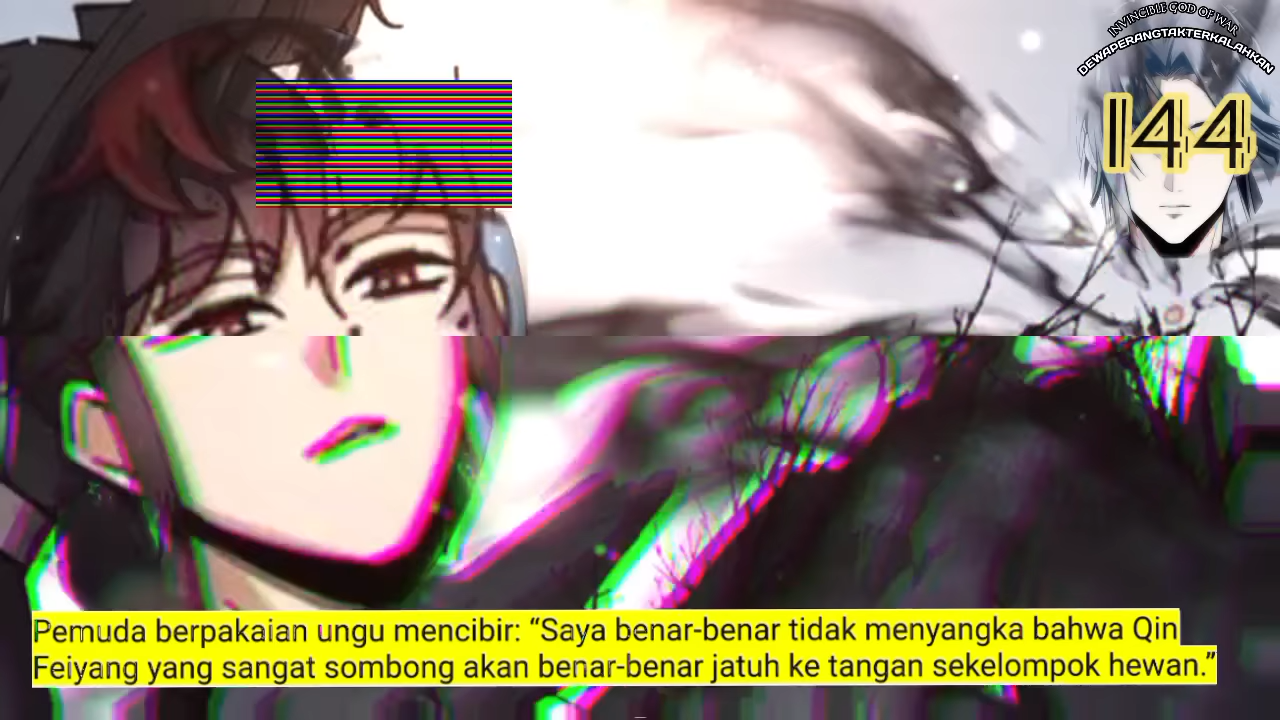 INVINCIBLE GOD OF WAR
DEWAPERANGTAKTERKALAHKAN
144
Pemuda berpakaian ungu mencibir: “Saya benar-benar tidak menyangka bahwa Qin
Feiyang yang sangat sombong akan benar-benar jatuh ke tangan sekelompok hewan.”